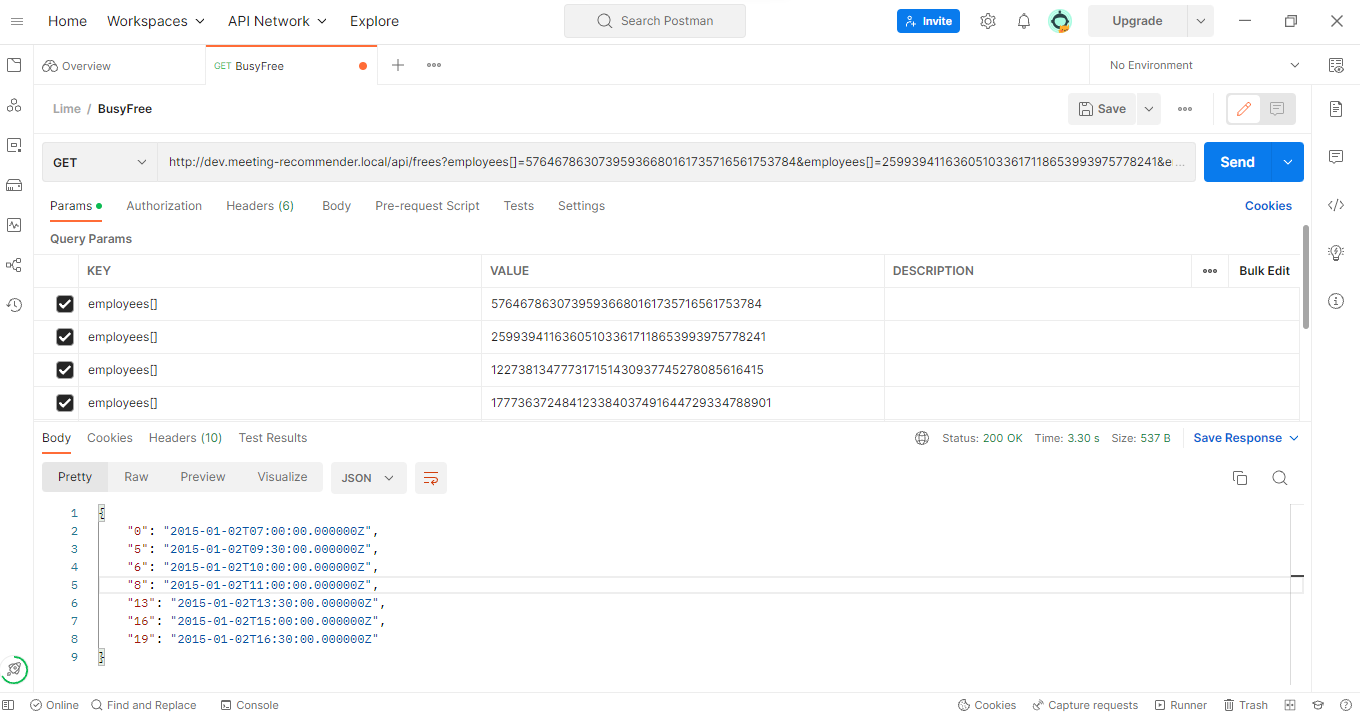 Home Workspaces API Network Explore Search Postman Invite Upgrade
Overview GET BusyFree No Environment
Lime / BusyFree Save
GET http://dev.meeting-recommender.local/api/frees?employees[]=57646786307395936680161735716561753784&employees[]=259939411636051033617118653993975778241&e... Send
Params Authorization Headers (6) Body Pre-request Script Tests Settings Cookies
Query Params
KEY VALUE DESCRIPTION Bulk Edit
employees[] 57646786307395936680161735716561753784
employees[] 259939411636051033617118653993975778241
employees[] 122738134777317151430937745278085616415
employees[] 177736372484123384037491644729334788901
Body Cookies Headers (10) Test Results Status: 200 OK Time: 3.30 s Size: 537 B Save Response
Pretty Raw Preview Visualize JSON
1 {
2 "0": "2015-01-02T07:00:00.000000Z",
3 "5": "2015-01-02T09:30:00.000000Z",
4 "6": "2015-01-02T10:00:00.000000Z",
5 "8": "2015-01-02T11:00:00.000000Z",
6 "13": "2015-01-02T13:30:00.000000Z",
7 "16": "2015-01-02T15:00:00.000000Z",
8 "19": "2015-01-02T16:30:00.000000Z"
9 }
Online Find and Replace Console Cookies Capture requests Runner Trash